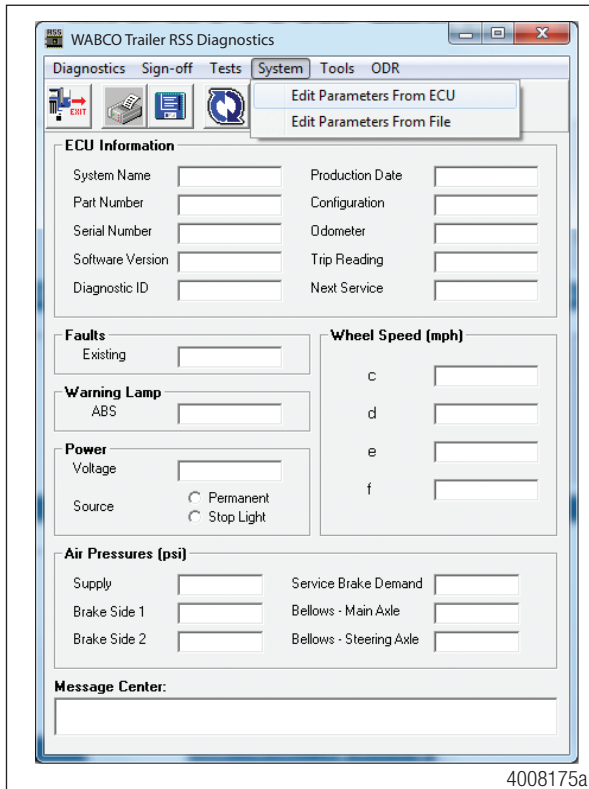 RSS WABCO Trailer RSS Diagnostics
Diagnostics Sign-off Tests System Tools ODR
Edit Parameters From ECU
EXIT
Edit Parameters From File
ECU Information
System Name Production Date
Part Number Configuration
Serial Number Odometer
Software Version Trip Reading
Diagnostic ID Next Service
Faults Wheel Speed (mph)
Existing
c
Warning Lamp
ABS d
Power e
Voltage
f
Source Permanent
Stop Light
Air Pressures (psi)
Supply Service Brake Demand
Brake Side 1 Bellows - Main Axle
Brake Side 2 Bellows - Steering Axle
Message Center:
4008175a